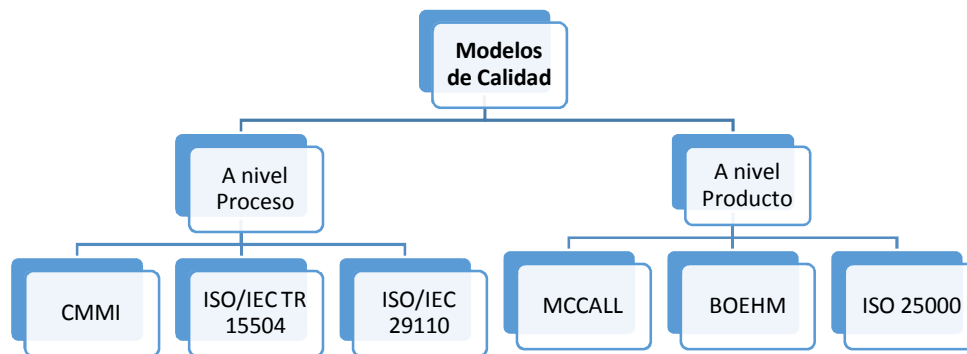 Modelos
de Calidad
A nivel
Proceso
A nivel
Producto
CMMI
ISO/IEC TR
15504
ISO/IEC
29110
MCCALL
BOEHM
ISO 25000